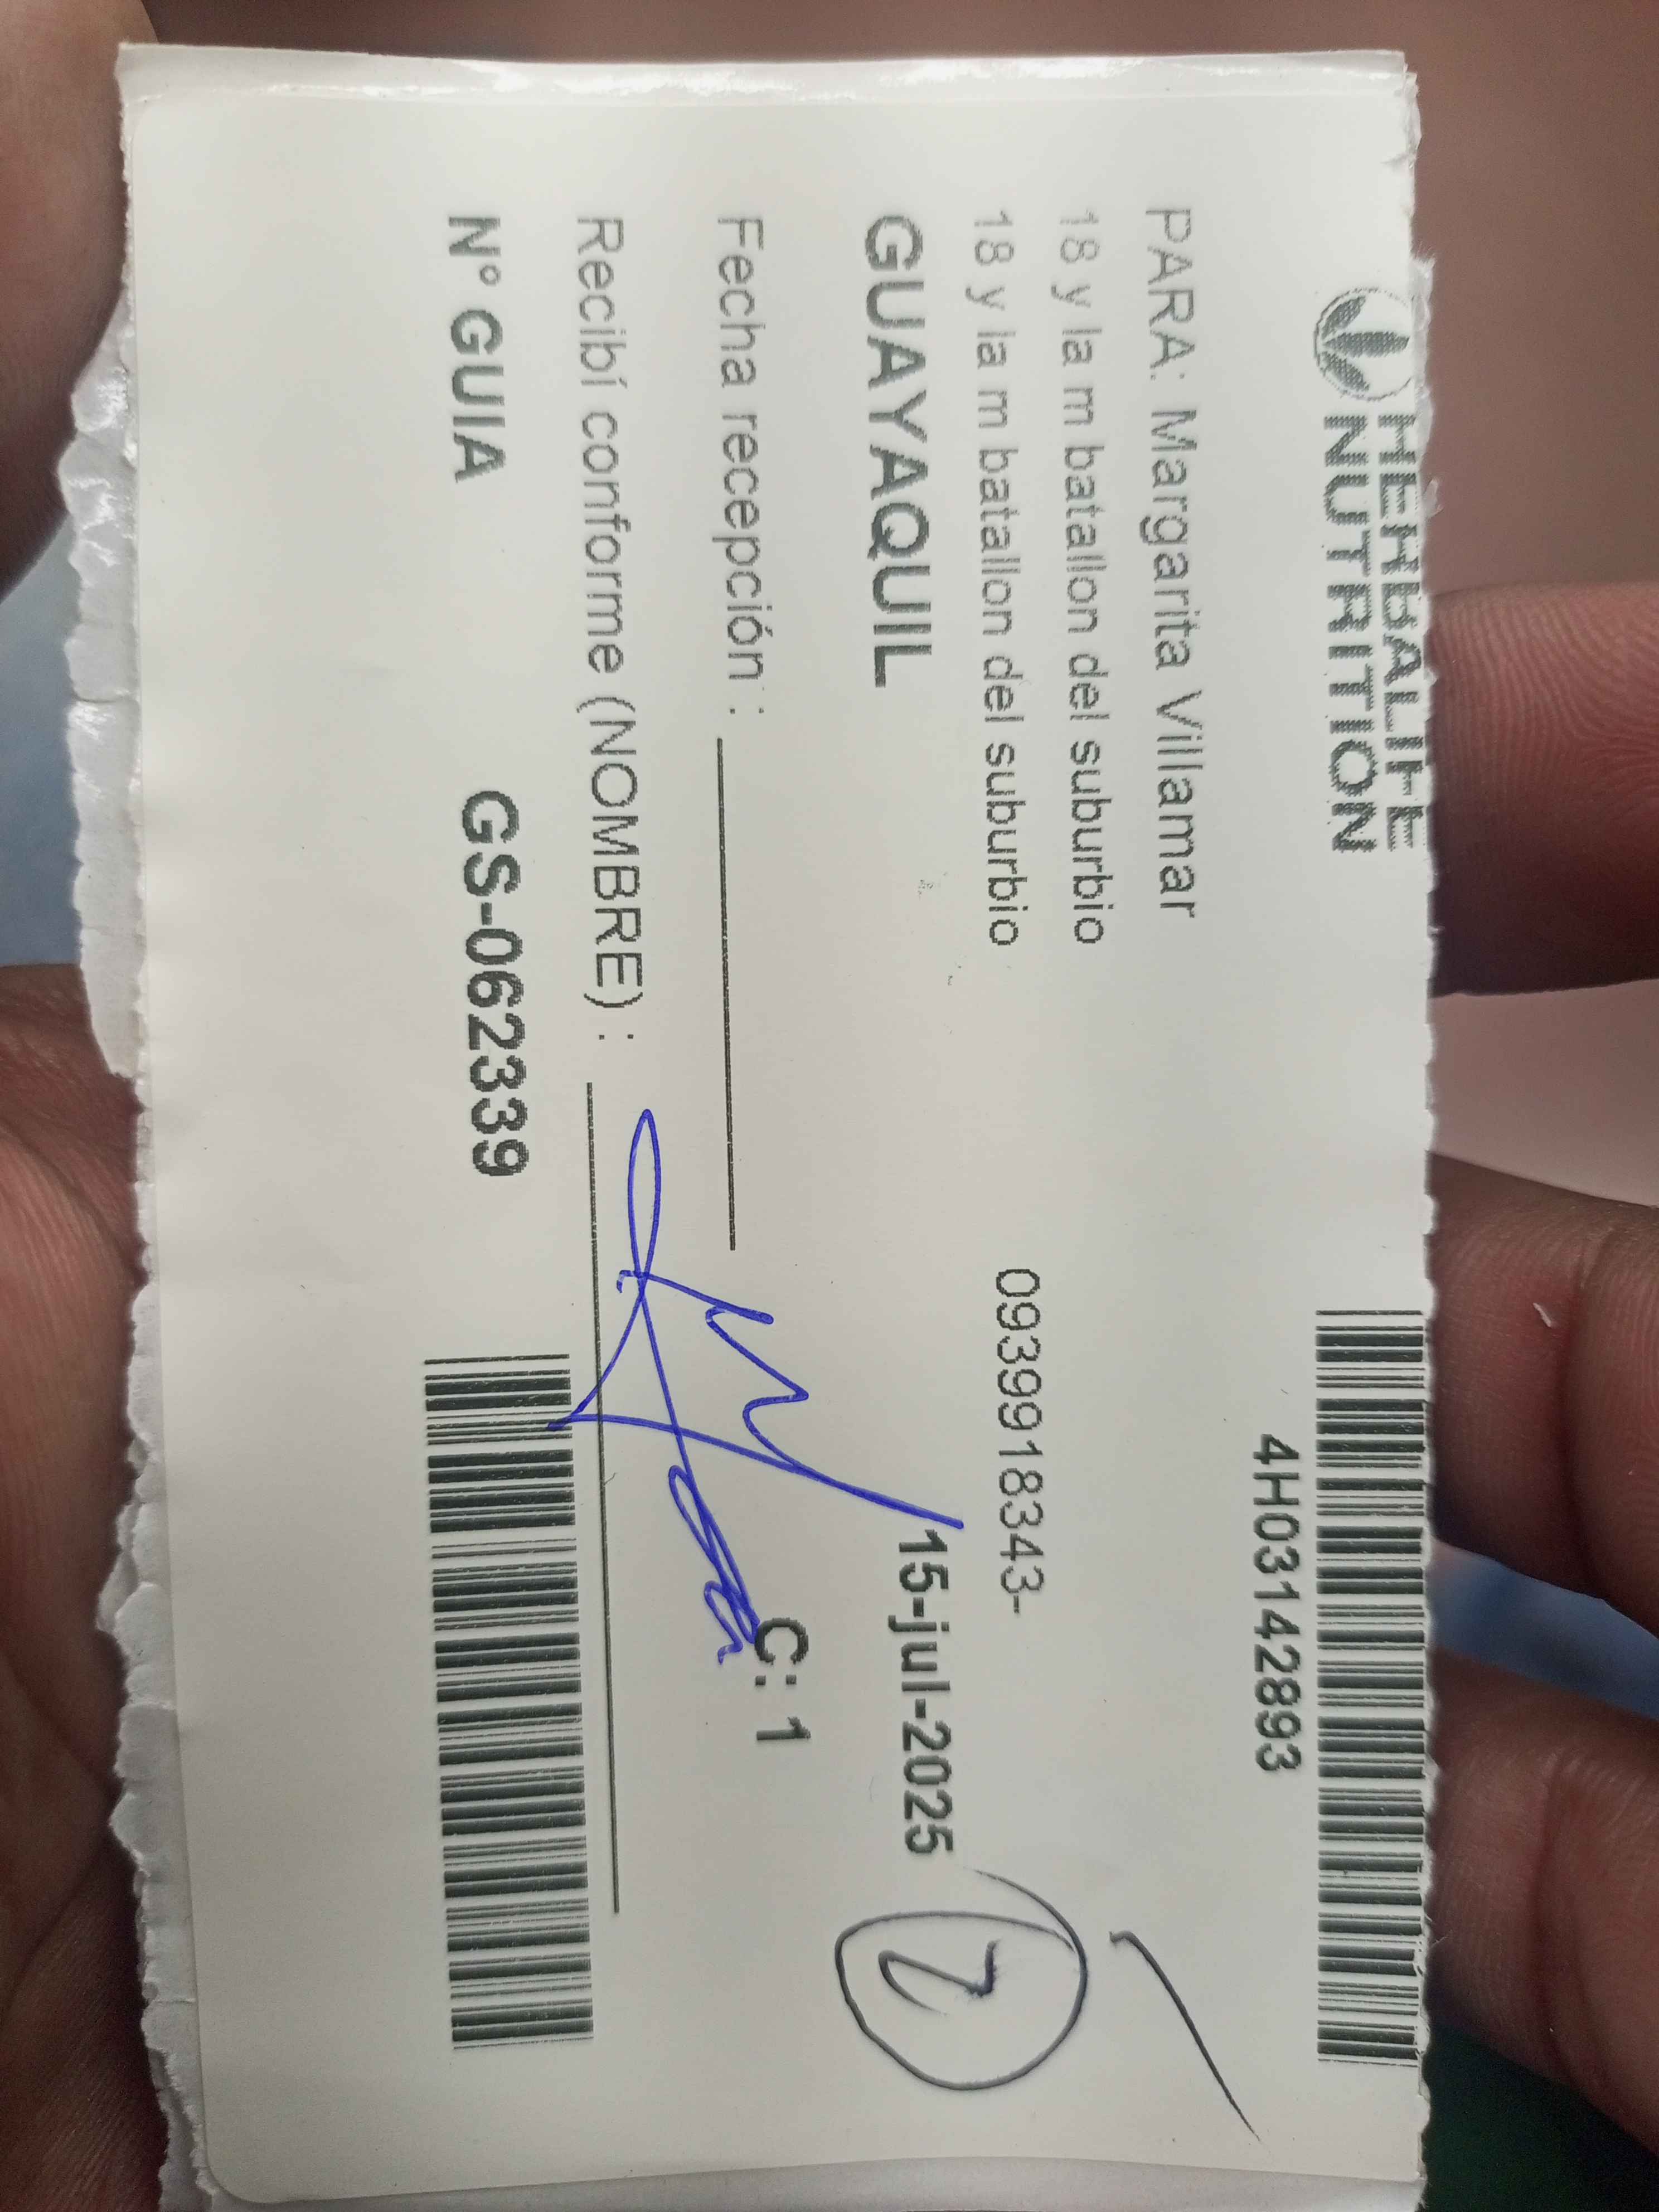 HERBALIFE
NUTRITION
4H03142893
PARA: Margarita Villamar
18 y la m batallon del suburbio
18 y la m batallon del suburbio 0939918343-
GUAYAQUIL 15-jul-2025
2
Fecha recepción : C: 1
Recibí conforme (NOMBRE) :
N° GUIA GS-062339